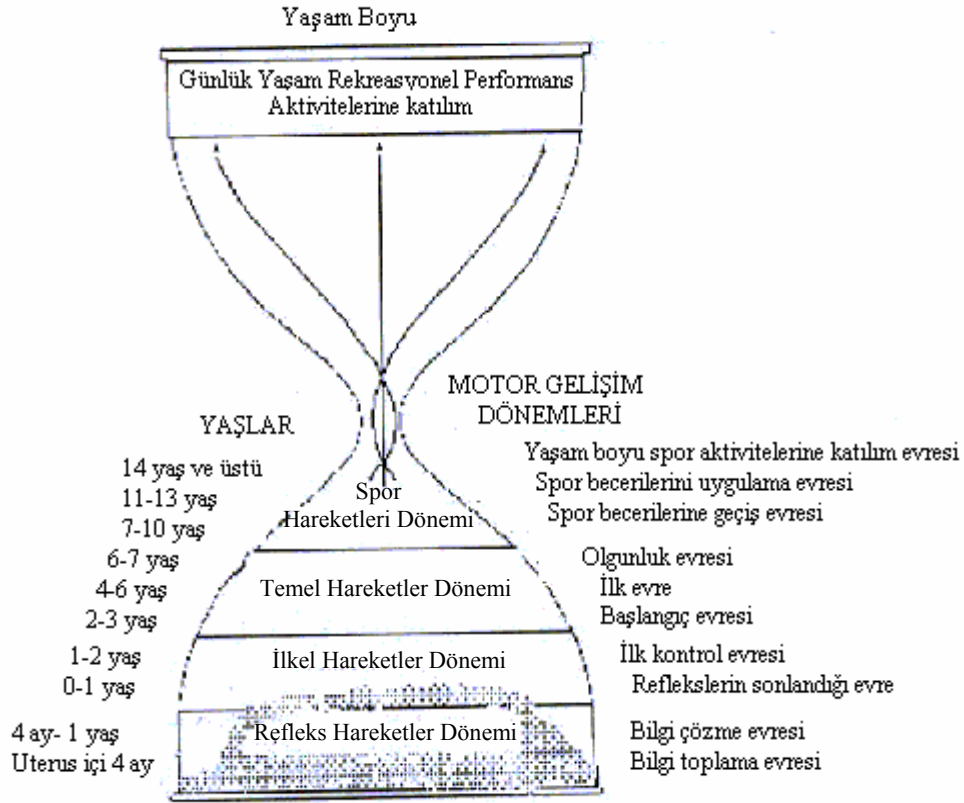 Yaşam Boyu
Günlük Yaşam Rekreasyonel Performans
Aktivitelerine katılım
MOTOR GELİŞİM
DÖNEMLERİ
YAŞLAR
14 yaş ve üstü
11-13 yaş
7-10 yaş
6-7 yaş
4-6 yaş
2-3 yaş
1-2 yaş
0-1 yaş
4 ay- 1 yaş
Uterus içi 4 ay
Spor
Hareketleri Dönemi
Temel Hareketler Dönemi
İlkel Hareketler Dönemi
Refleks Hareketler Dönemi
Yaşam boyu spor aktivitelerine katılım evresi
Spor becerilerini uygulama evresi
Spor becerilerine geçiş evresi
Olgunluk evresi
İlk evre
Başlangıç evresi
İlk kontrol evresi
Reflekslerin sonlandığı evre
Bilgi çözme evresi
Bilgi toplama evresi